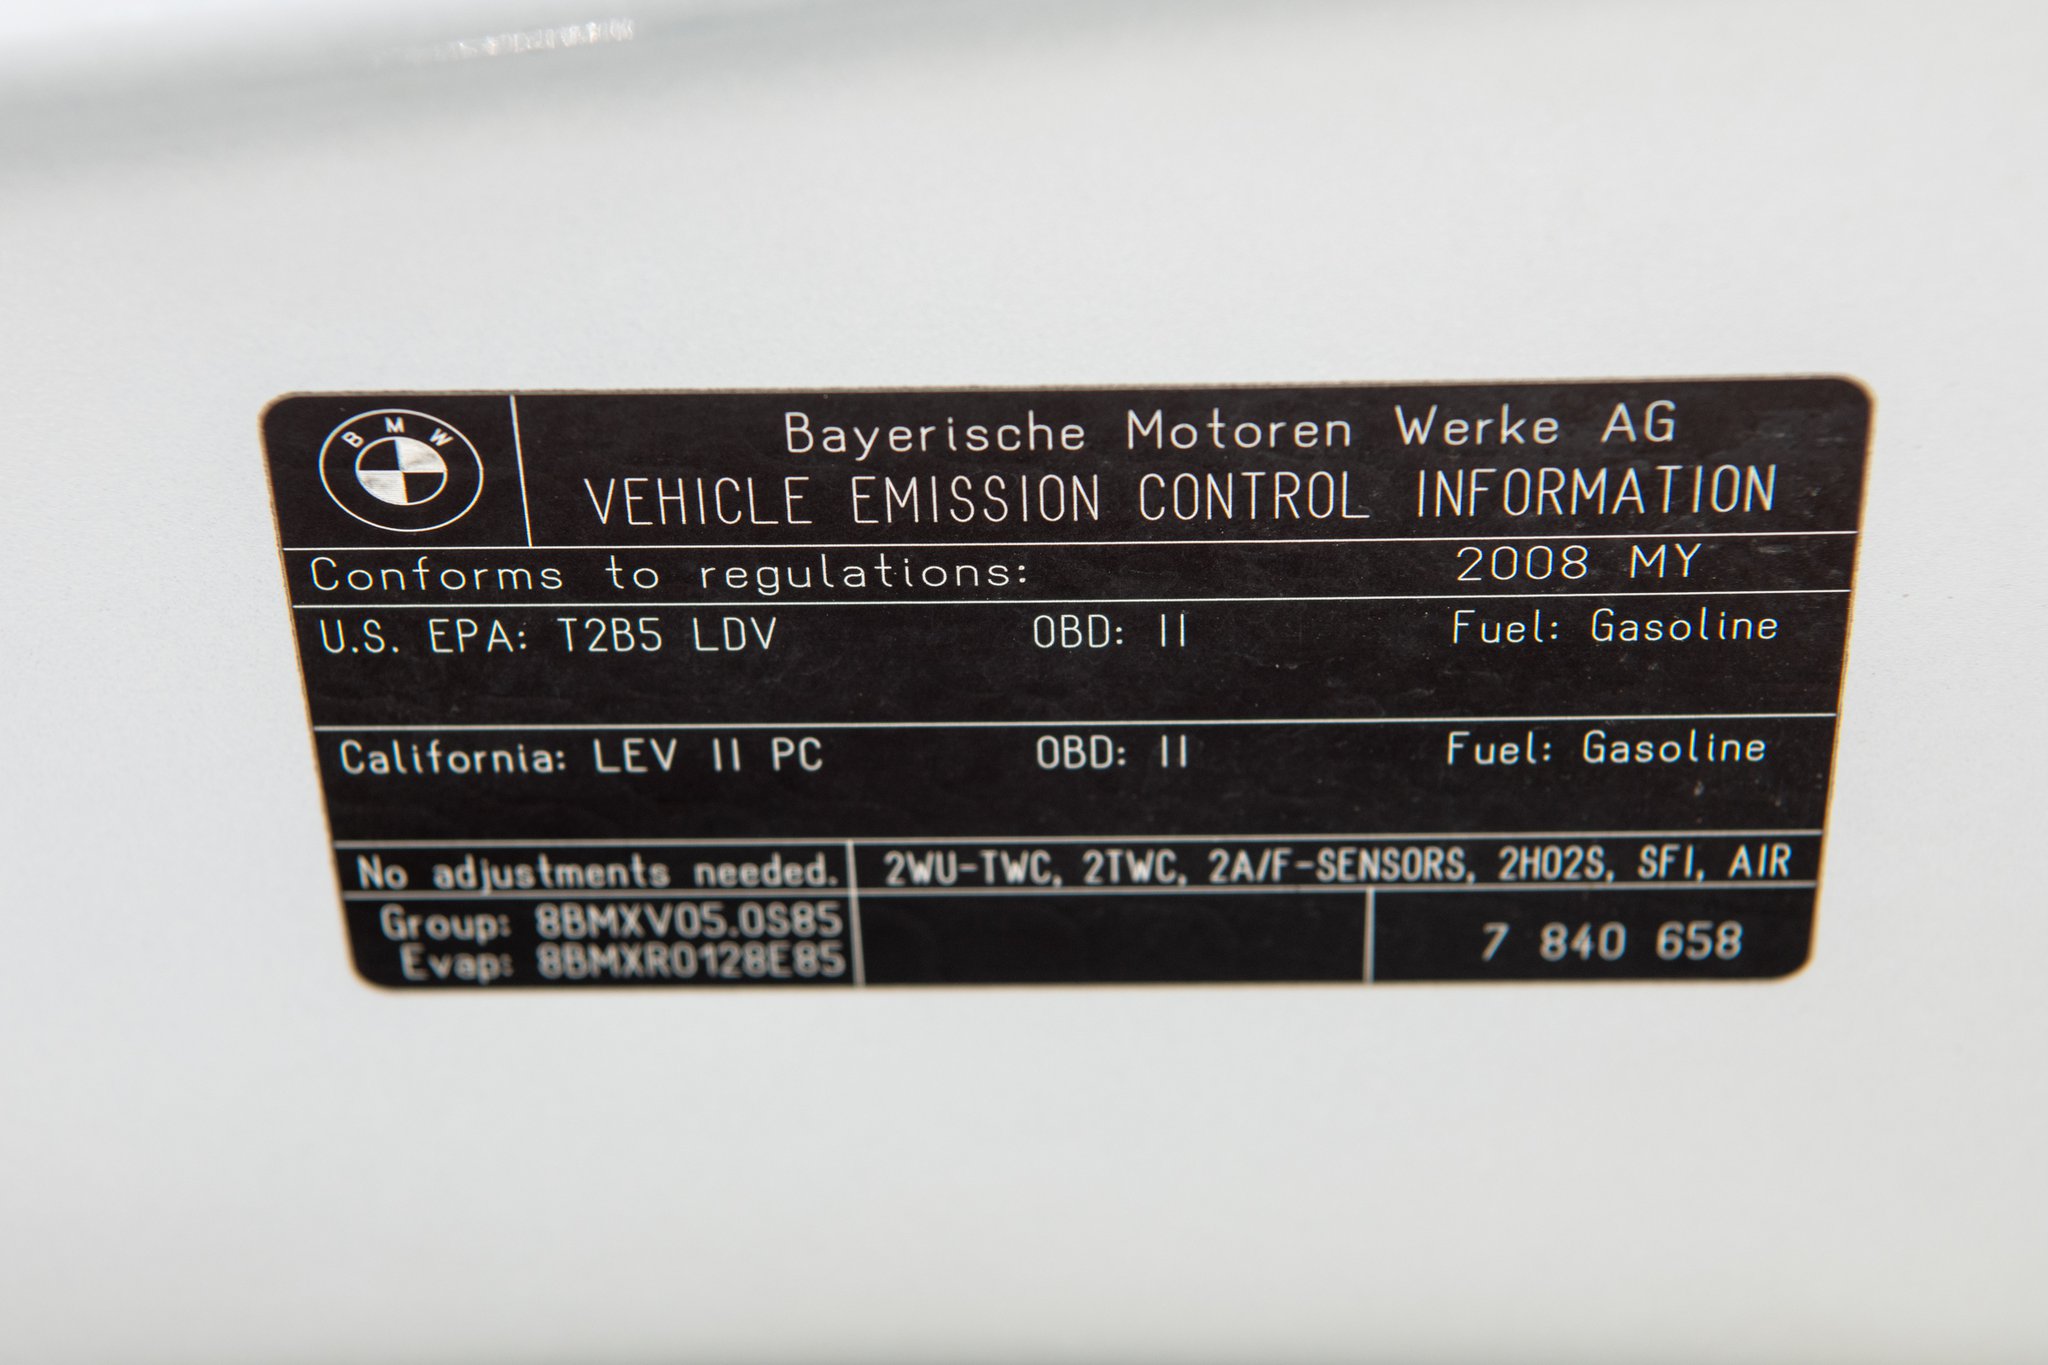 BMW
Bayerische Motoren Werke AG
VEHICLE EMISSION CONTROL INFORMATION
Conforms to regulations: 2008 MY
U.S. EPA: T2B5 LDV OBD: II Fuel: Gasoline
California: LEV II PC OBD: II Fuel: Gasoline
No adjustments needed. 2WU-TWC, 2TWC, 2A/F-SENSORS, 2HO2S, SFI, AIR
Group: 8BMXV05.0S85
Evap: 8BMXR0128E85
7 840 658